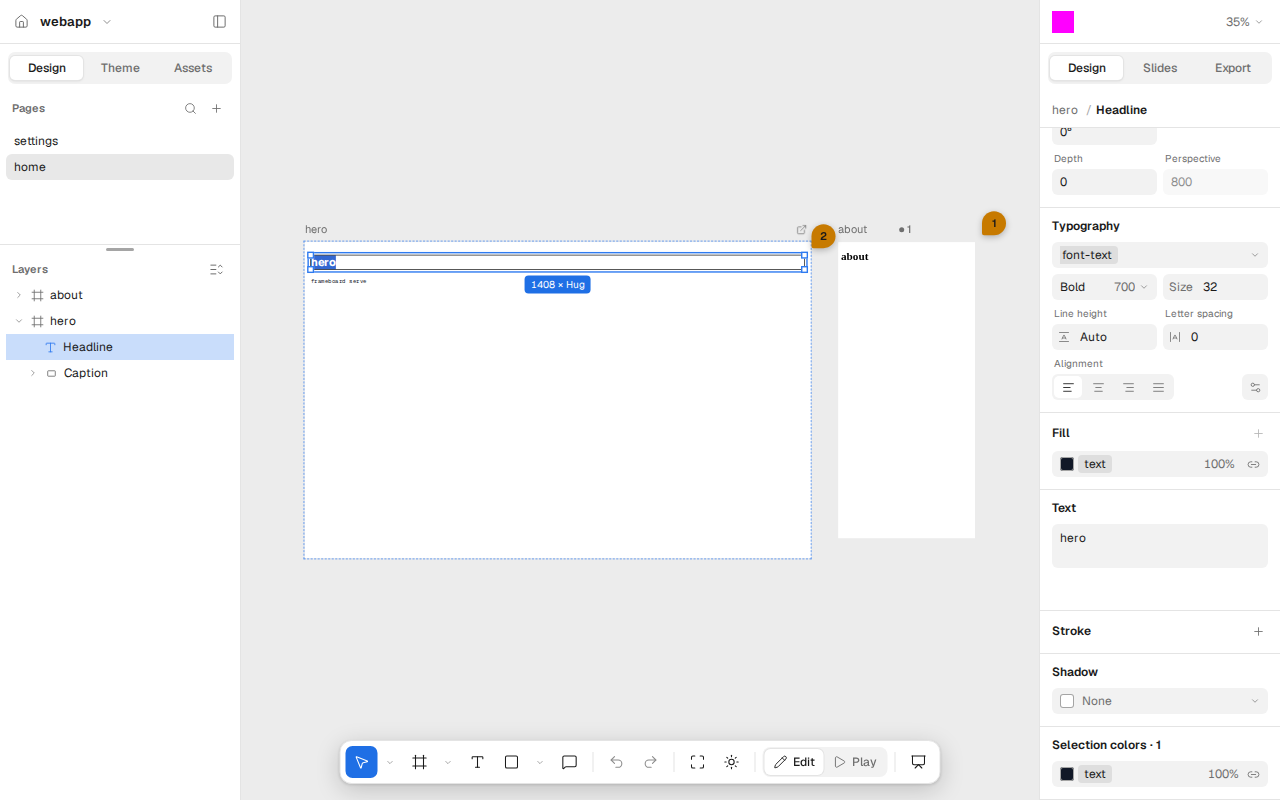 webapp
35%
Design
Theme
Assets
Design
Slides
Export
Pages
settings
home
Layers
about
hero
Headline
Caption
hero
2
about
1
1
hero
frameboard serve
1408 × Hug
about
Edit
Play
hero / Headline
0°
Depth
Perspective
0
800
Typography
font-text
Bold 700
Size 32
Line height
Letter spacing
Auto
0
Alignment
Fill
text 100%
Text
hero
Stroke
Shadow
None
Selection colors · 1
text 100%